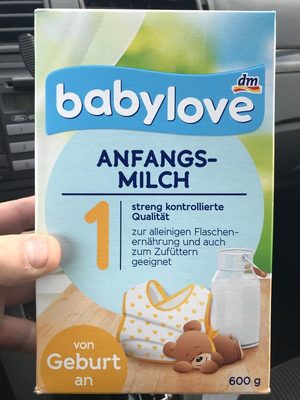 dm
babylove
ANFANGS-
MILCH
1
streng kontrollierte
Qualität
zur alleinigen Flaschen-
ernährung und auch
zum Zufüttern
geeignet
von
Geburt
an
600 g